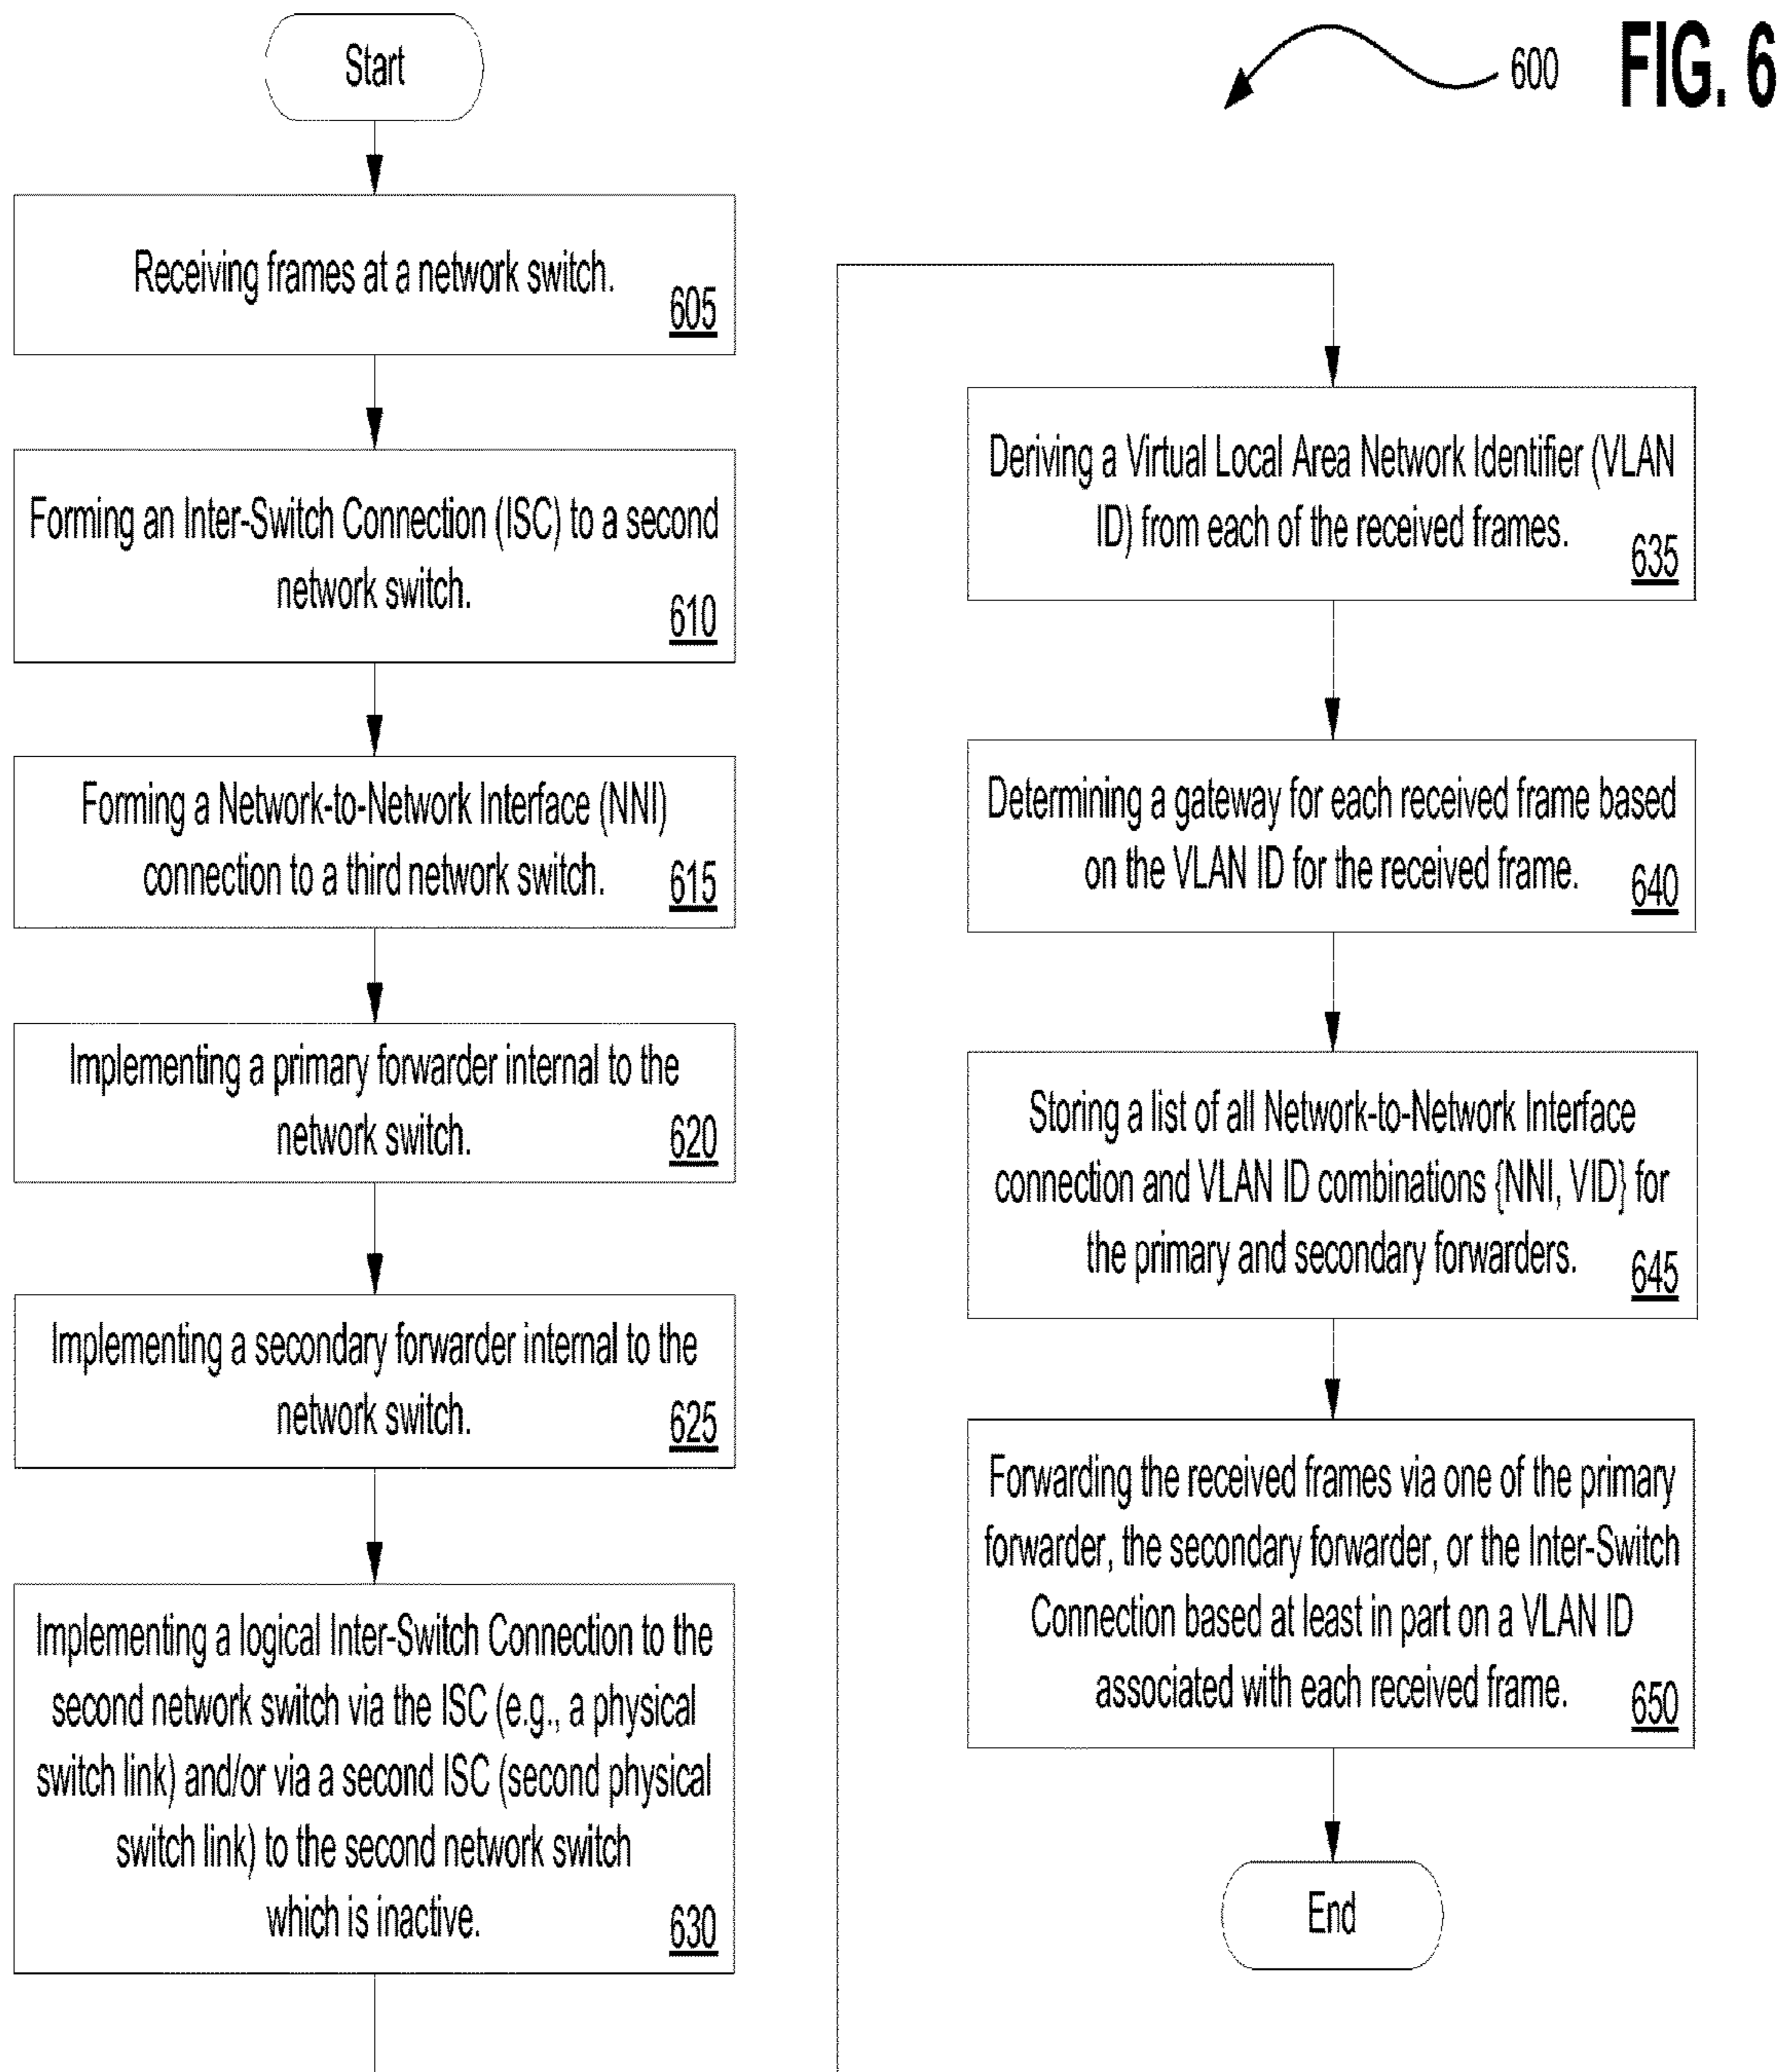 FIG. 6
600
Start
Receiving frames at a network switch.
605
Forming an Inter-Switch Connection (ISC) to a second
network switch.
610
Forming a Network-to-Network Interface (NNI)
connection to a third network switch.
615
Implementing a primary forwarder internal to the
network switch.
620
Implementing a secondary forwarder internal to the
network switch.
625
Implementing a logical Inter-Switch Connection to the
second network switch via the ISC (e.g., a physical
switch link) and/or via a second ISC (second physical
switch link) to the second network switch
which is inactive.
630
Deriving a Virtual Local Area Network Identifier (VLAN
ID) from each of the received frames.
635
Determining a gateway for each received frame based
on the VLAN ID for the received frame.
640
Storing a list of all Network-to-Network Interface
connection and VLAN ID combinations {NNI, VID} for
the primary and secondary forwarders.
645
Forwarding the received frames via one of the primary
forwarder, the secondary forwarder, or the Inter-Switch
Connection based at least in part on a VLAN ID
associated with each received frame.
650
End